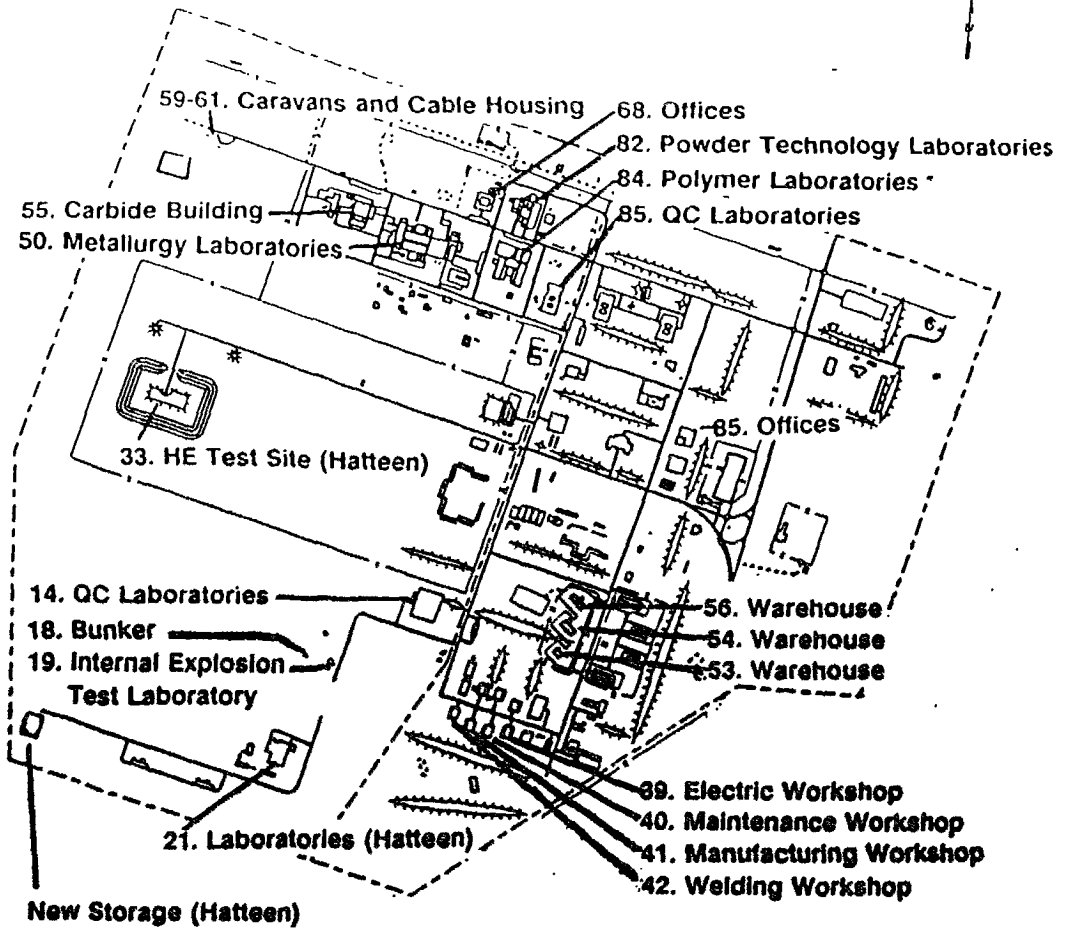 59-61. Caravans and Cable Housing
68. Offices
82. Powder Technology Laboratories
84. Polymer Laboratories
85. QC Laboratories
55. Carbide Building
50. Metallurgy Laboratories
85. Offices
33. HE Test Site (Hatteen)
14. QC Laboratories
18. Bunker
19. Internal Explosion
Test Laboratory
56. Warehouse
54. Warehouse
53. Warehouse
39. Electric Workshop
40. Maintenance Workshop
41. Manufacturing Workshop
42. Welding Workshop
21. Laboratories (Hatteen)
New Storage (Hatteen)